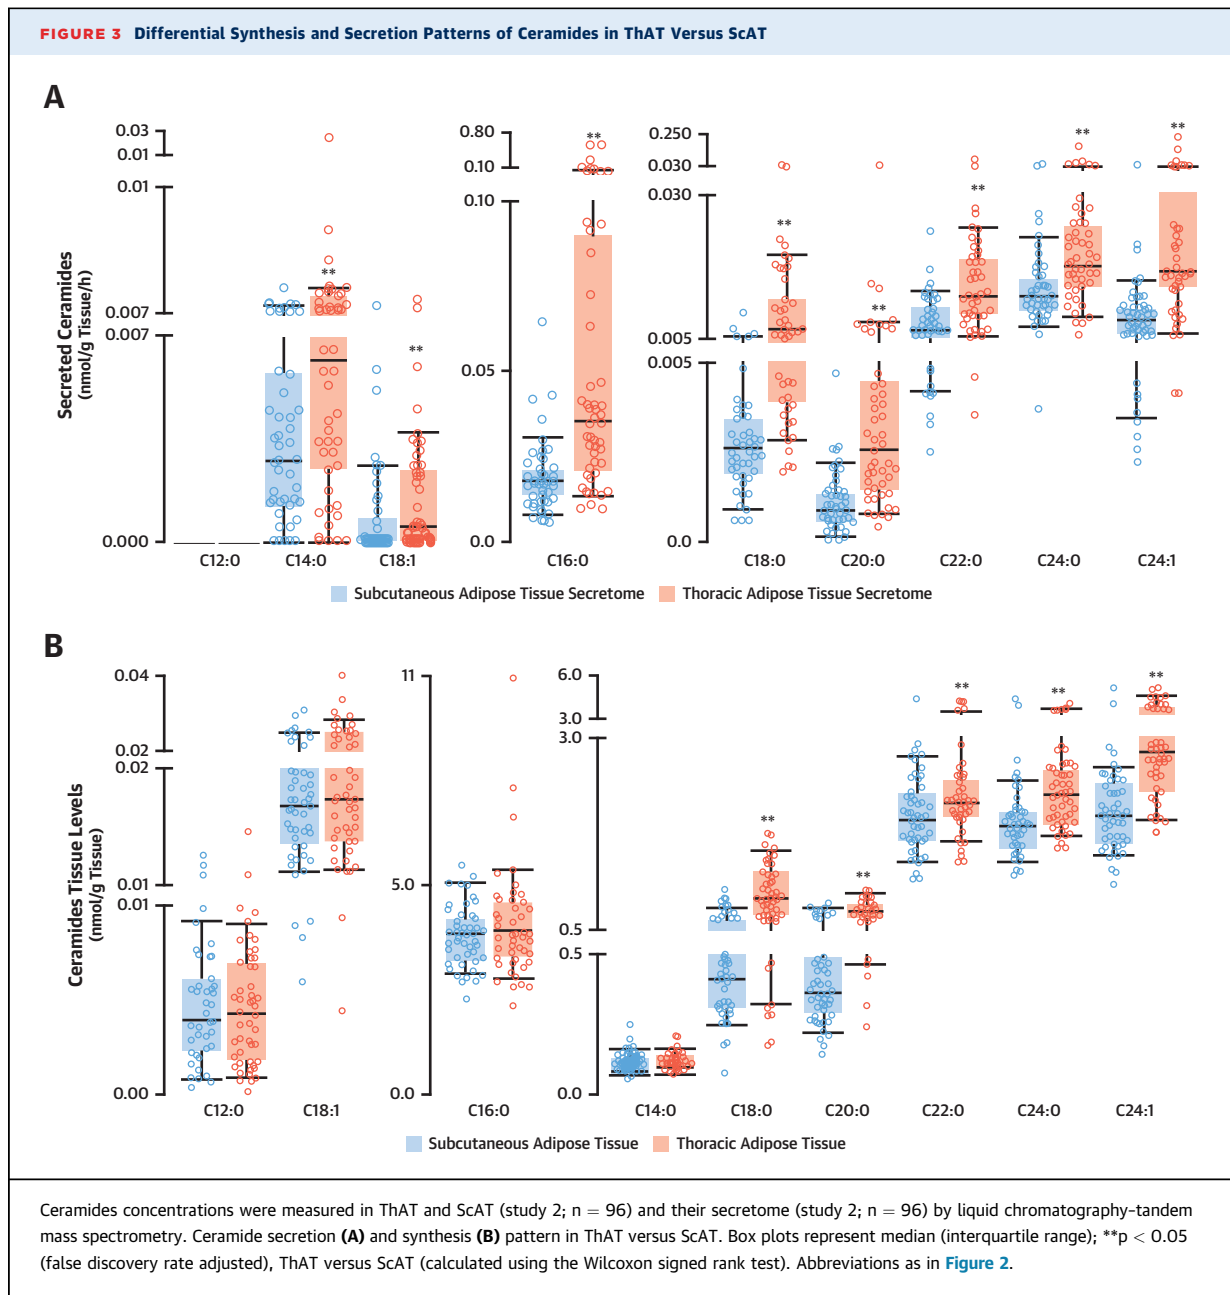 FIGURE 3 Differential Synthesis and Secretion Patterns of Ceramides in ThAT Versus ScAT
A
Secreted Ceramides
(nmol/g Tissue/h)
0.03
0.01
0.01
0.007
0.007
0.000
**
**
C12:0
C14:0
C18:1
0.80
0.10
0.10
0.05
0.0
**
C16:0
0.250
0.030
0.030
0.005
0.005
0.0
**
**
**
**
**
C18:0
C20:0
C22:0
C24:0
C24:1
Subcutaneous Adipose Tissue Secretome
Thoracic Adipose Tissue Secretome
B
Ceramides Tissue Levels
(nmol/g Tissue)
0.04
0.02
0.02
0.01
0.01
0.00
C12:0
C18:1
11
5.0
0.0
C16:0
6.0
3.0
3.0
0.5
0.5
0.0
**
**
**
**
**
C14:0
C18:0
C20:0
C22:0
C24:0
C24:1
Subcutaneous Adipose Tissue
Thoracic Adipose Tissue
Ceramides concentrations were measured in ThAT and ScAT (study 2; n = 96) and their secretome (study 2; n = 96) by liquid chromatography–tandem
mass spectrometry. Ceramide secretion (A) and synthesis (B) pattern in ThAT versus ScAT. Box plots represent median (interquartile range); **p < 0.05
(false discovery rate adjusted), ThAT versus ScAT (calculated using the Wilcoxon signed rank test). Abbreviations as in Figure 2.